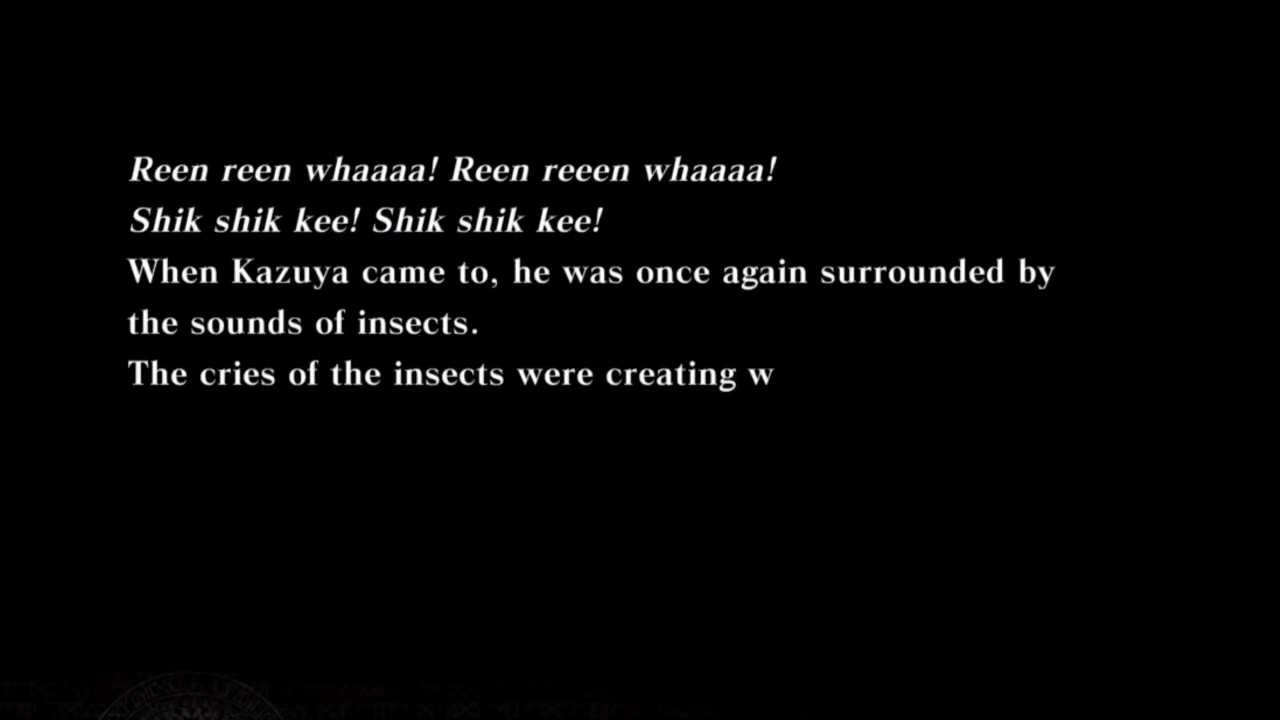 Reen reen whaaaa! Reen reeen whaaaa!
Shik shik kee! Shik shik kee!
When Kazuya came to, he was once again surrounded by
the sounds of insects.
The cries of the insects were creating w